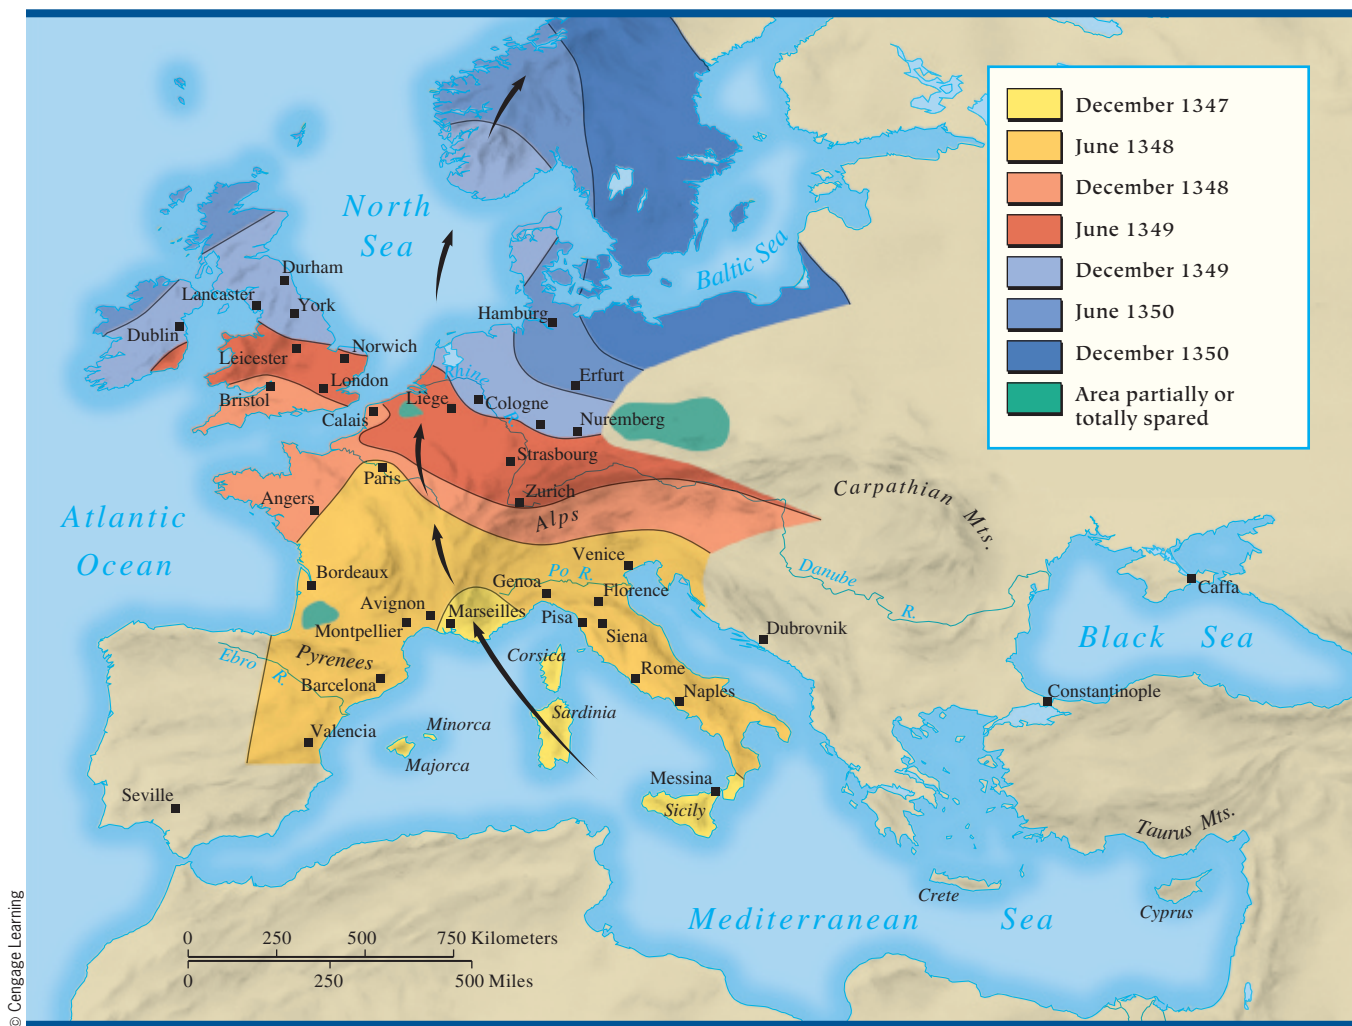 December 1347
June 1348
December 1348
June 1349
December 1349
June 1350
December 1350
Area partially or
totally spared
North
Sea
Baltic Sea
Durham
Lancaster
York
Dublin
Leicester
Norwich
London
Bristol
Calais
Hamburg
Erfurt
Rhine
Liège
Cologne
Nuremberg
Strasbourg
Paris
Zurich
Angers
Alps
Carpathian Mts.
Atlantic
Ocean
Venice
Danube
R.
Bordeaux
Genoa
Po R.
Florence
Caffa
Avignon
Marseilles
Montpellier
Pisa
Siena
Dubrovnik
Black Sea
Pyrenees
Ebro R.
Corsica
Barcelona
Rome
Naples
Constantinople
Valencia
Minorca
Majorca
Sardinia
Messina
Sicily
Seville
Taurus Mts.
Crete
Cyprus
Mediterranean Sea
0 250 500 750 Kilometers
0 250 500 Miles
© Cengage Learning